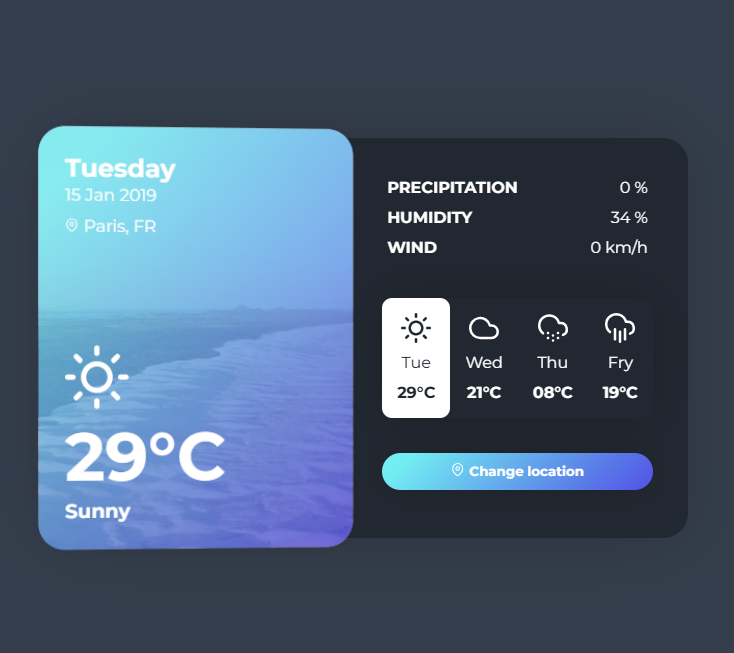 Tuesday
15 Jan 2019
Paris, FR
29°C
Sunny
PRECIPITATION 0 %
HUMIDITY 34 %
WIND 0 km/h
Tue Wed Thu Fry
29°C 21°C 08°C 19°C
Change location